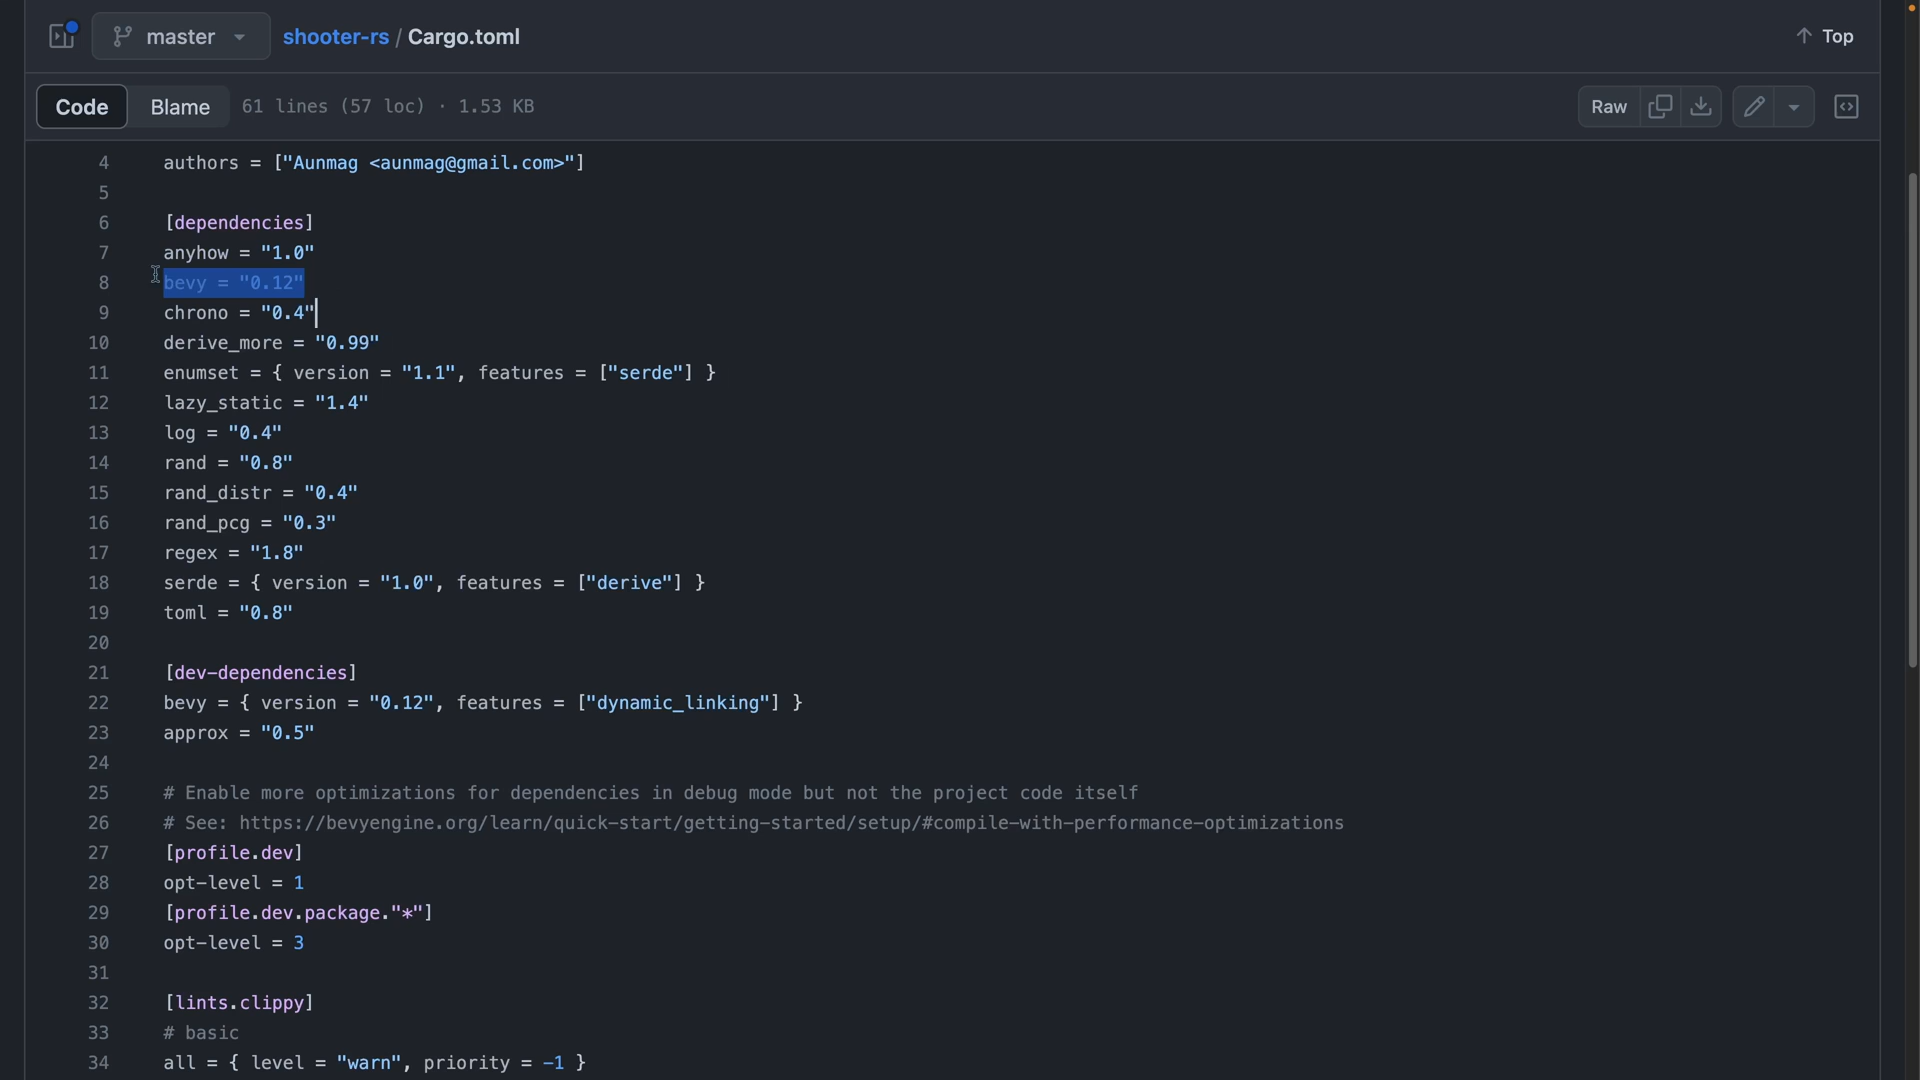 master shooter-rs / Cargo.toml Top
Code Blame 61 lines (57 loc) · 1.53 KB Raw
4 authors = ["Aunmag <aunmag@gmail.com>"]
5
6 [dependencies]
7 anyhow = "1.0"
8 bevy = "0.12"
9 chrono = "0.4"
10 derive_more = "0.99"
11 enumset = { version = "1.1", features = ["serde"] }
12 lazy_static = "1.4"
13 log = "0.4"
14 rand = "0.8"
15 rand_distr = "0.4"
16 rand_pcg = "0.3"
17 regex = "1.8"
18 serde = { version = "1.0", features = ["derive"] }
19 toml = "0.8"
20
21 [dev-dependencies]
22 bevy = { version = "0.12", features = ["dynamic_linking"] }
23 approx = "0.5"
24
25 # Enable more optimizations for dependencies in debug mode but not the project code itself
26 # See: https://bevyengine.org/learn/quick-start/getting-started/setup/#compile-with-performance-optimizations
27 [profile.dev]
28 opt-level = 1
29 [profile.dev.package."*"]
30 opt-level = 3
31
32 [lints.clippy]
33 # basic
34 all = { level = "warn", priority = -1 }